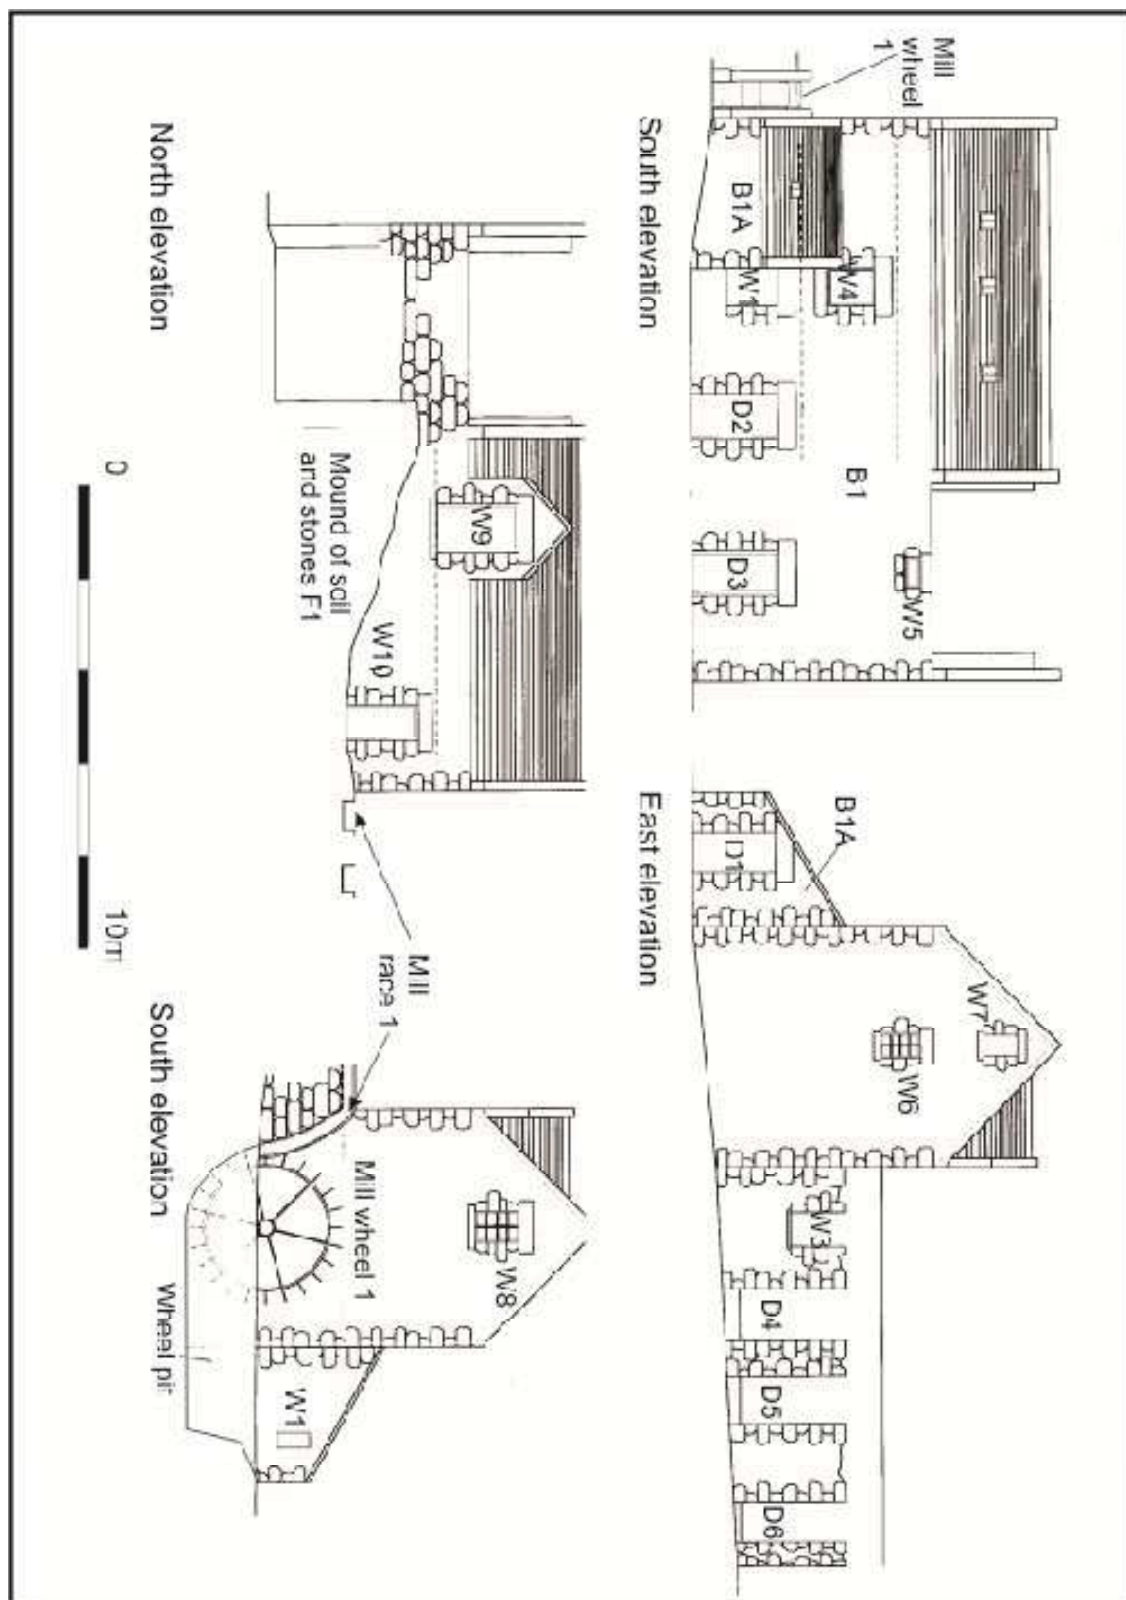 Mill
wheel
1
B1A
W1
W4
D2
B1
D3
W5
South elevation
B1A
D1
W7
W6
W3
D4
D5
D6
East elevation
W9
W10
Mound of soil
and stones F1
North elevation
Mill
race 1
W8
Mill wheel 1
W1
Wheel pit
South elevation
0
10m